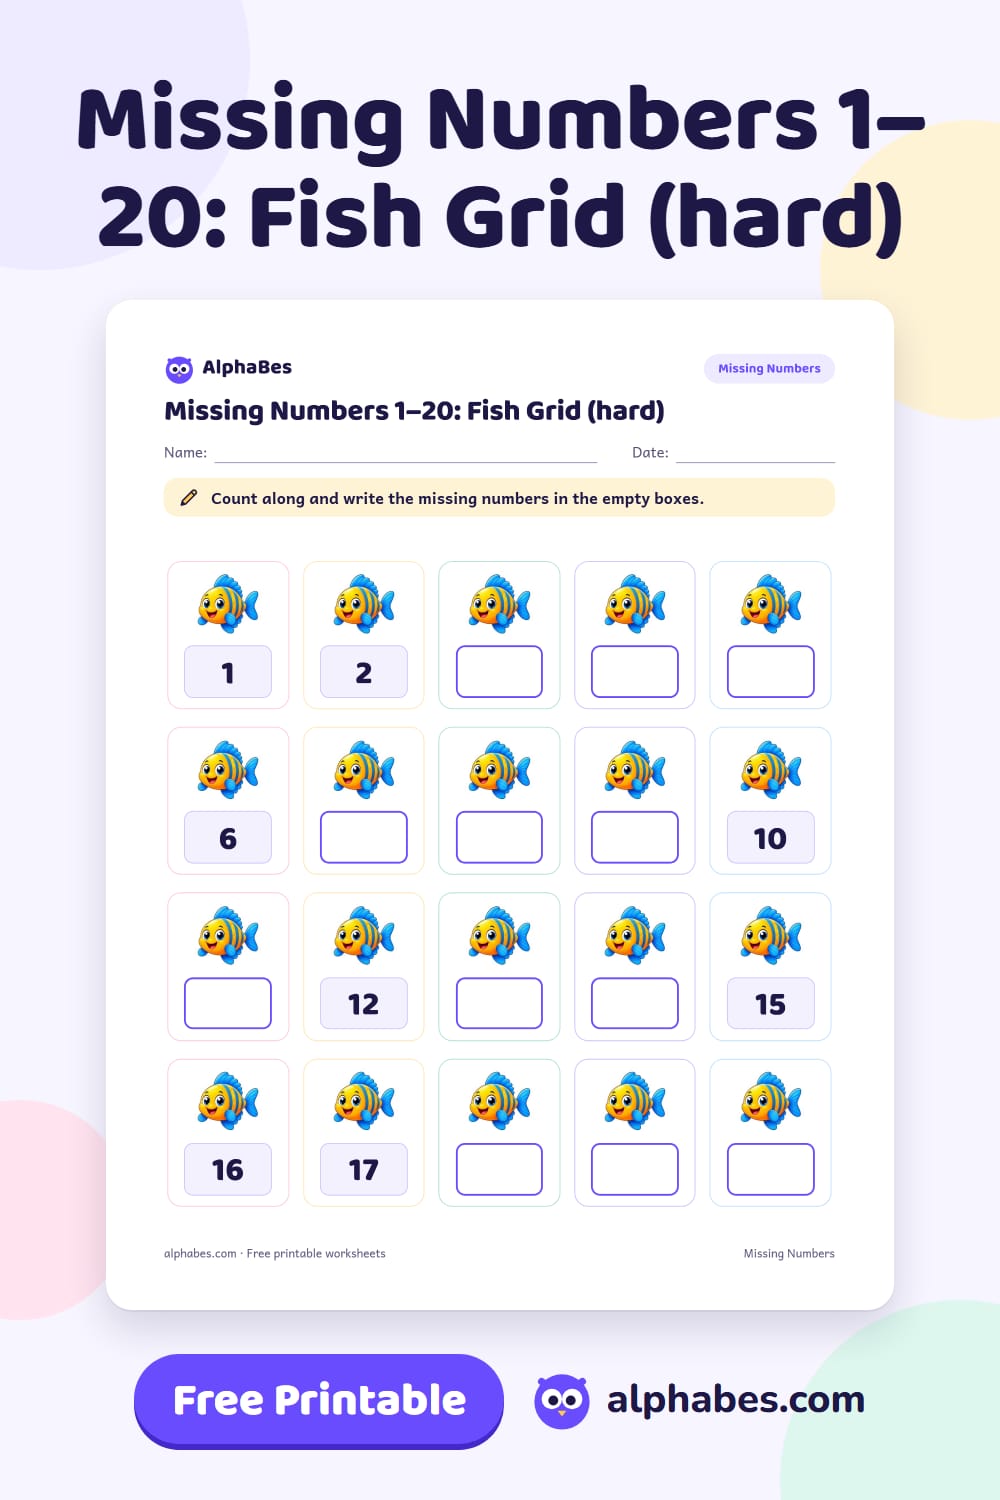 Missing Numbers 1–
20: Fish Grid (hard)
AlphaBes
Missing Numbers
Missing Numbers 1–20: Fish Grid (hard)
Name: Date:
Count along and write the missing numbers in the empty boxes.
1 2
6 10
12 15
16 17
alphabes.com · Free printable worksheets Missing Numbers
Free Printable
alphabes.com